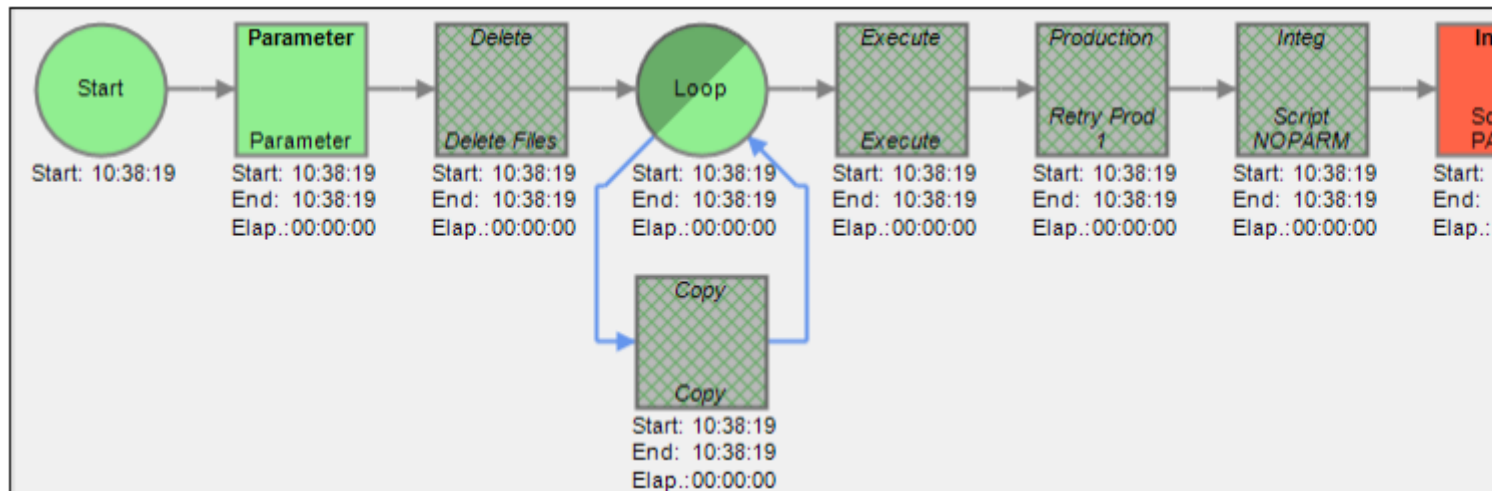 Start
Start: 10:38:19
Parameter
Parameter
Start: 10:38:19
End: 10:38:19
Elap.:00:00:00
Delete
Delete Files
Start: 10:38:19
End: 10:38:19
Elap.:00:00:00
Loop
Start: 10:38:19
End: 10:38:19
Elap.:00:00:00
Copy
Copy
Start: 10:38:19
End: 10:38:19
Elap.:00:00:00
Execute
Execute
Start: 10:38:19
End: 10:38:19
Elap.:00:00:00
Production
Retry Prod
1
Start: 10:38:19
End: 10:38:19
Elap.:00:00:00
Integ
Script
NOPARM
Start: 10:38:19
End: 10:38:19
Elap.:00:00:00
Start:
End:
Elap.: